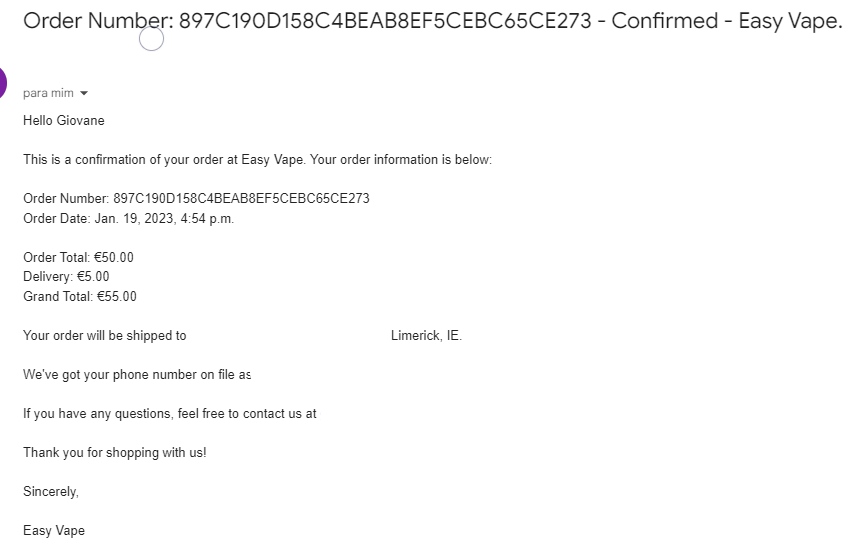 Order Number: 897C190D158C4BEAB8EF5CEBC65CE273 - Confirmed - Easy Vape.
para mim
Hello Giovane
This is a confirmation of your order at Easy Vape. Your order information is below:
Order Number: 897C190D158C4BEAB8EF5CEBC65CE273
Order Date: Jan. 19, 2023, 4:54 p.m.
Order Total: €50.00
Delivery: €5.00
Grand Total: €55.00
Your order will be shipped to Limerick, IE.
We've got your phone number on file as
If you have any questions, feel free to contact us at
Thank you for shopping with us!
Sincerely,
Easy Vape